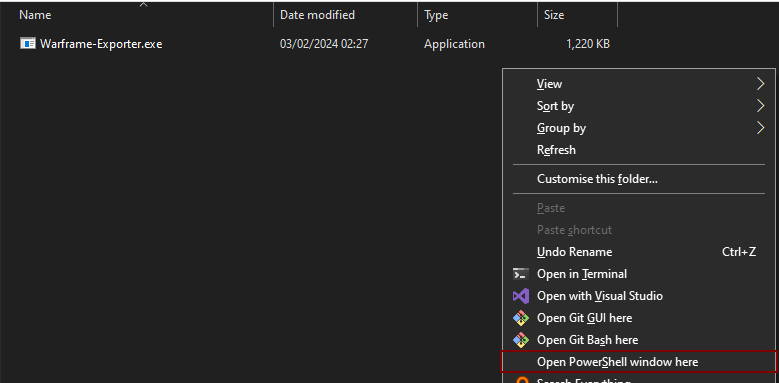 Name Date modified Type Size
Warframe-Exporter.exe 03/02/2024 02:27 Application 1,220 KB
View
Sort by
Group by
Refresh
Customise this folder...
Paste
Paste shortcut
Undo Rename Ctrl+Z
Open in Terminal
Open with Visual Studio
Open Git GUI here
Open Git Bash here
Open PowerShell window here
Search Everything...